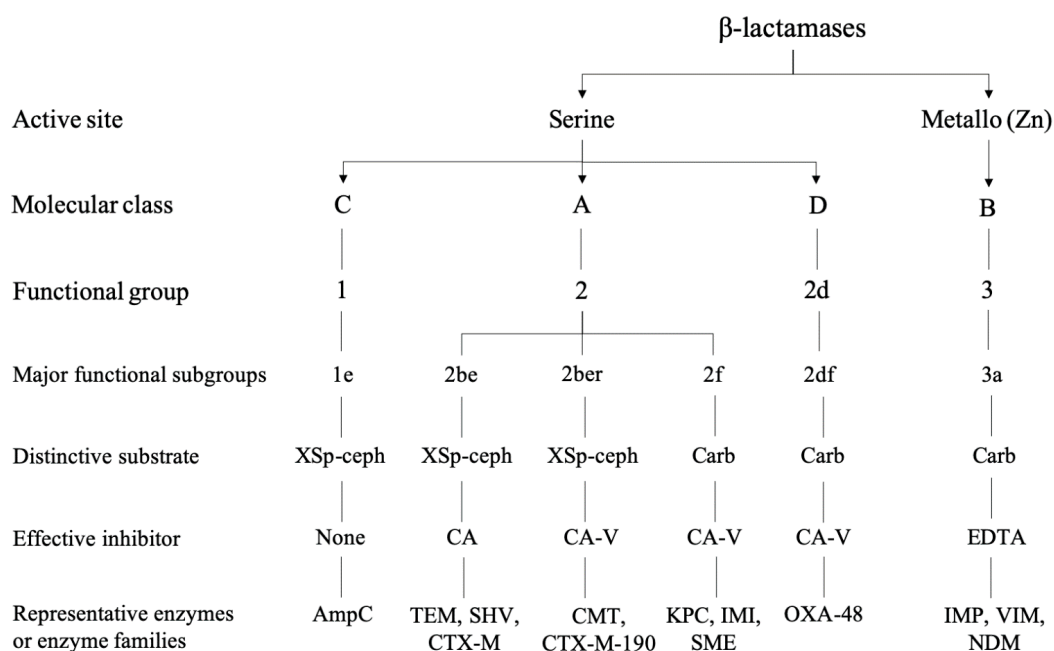 β-lactamases
Active site Serine Metallo (Zn)
Molecular class C A D B
Functional group 1 2 2d 3
Major functional subgroups 1e 2be 2ber 2f 2df 3a
Distinctive substrate XSp-ceph XSp-ceph XSp-ceph Carb Carb Carb
Effective inhibitor None CA CA-V CA-V CA-V EDTA
Representative enzymes AmpC TEM, SHV, CMT, KPC, IMI, OXA-48 IMP, VIM,
or enzyme families CTX-M CTX-M-190 SME NDM